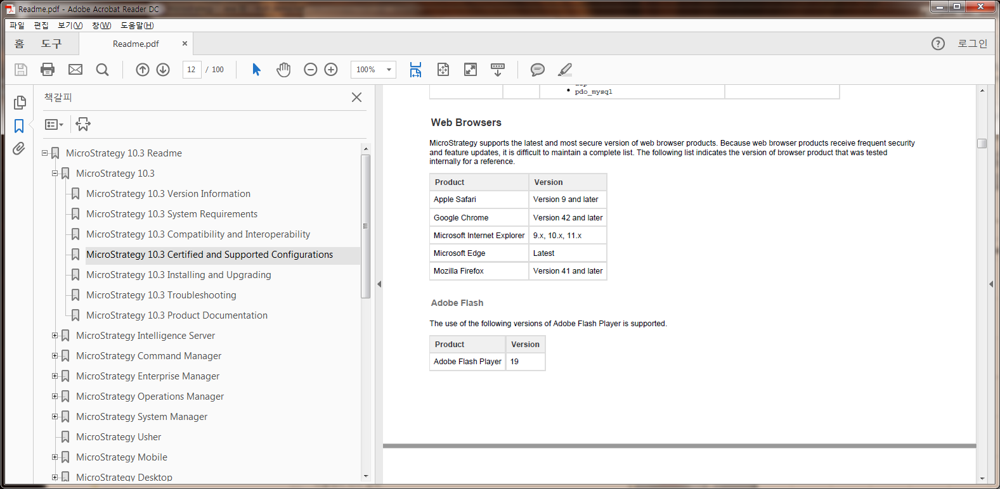 Readme.pdf - Adobe Acrobat Reader DC
파일 편집 보기(V) 창(W) 도움말(H)
홈 도구 Readme.pdf × ? 로그인
12 / 100 100%
책갈피
MicroStrategy 10.3 Readme
MicroStrategy 10.3
MicroStrategy 10.3 Version Information
MicroStrategy 10.3 System Requirements
MicroStrategy 10.3 Compatibility and Interoperability
MicroStrategy 10.3 Certified and Supported Configurations
MicroStrategy 10.3 Installing and Upgrading
MicroStrategy 10.3 Troubleshooting
MicroStrategy 10.3 Product Documentation
MicroStrategy Intelligence Server
MicroStrategy Command Manager
MicroStrategy Enterprise Manager
MicroStrategy Operations Manager
MicroStrategy System Manager
MicroStrategy Usher
MicroStrategy Mobile
MicroStrategy Desktop
• pdo_mysql
Web Browsers
MicroStrategy supports the latest and most secure version of web browser products. Because web browser products receive frequent security
and feature updates, it is difficult to maintain a complete list. The following list indicates the version of browser product that was tested
internally for a reference.
Product Version
Apple Safari Version 9 and later
Google Chrome Version 42 and later
Microsoft Internet Explorer 9.x, 10.x, 11.x
Microsoft Edge Latest
Mozilla Firefox Version 41 and later
Adobe Flash
The use of the following versions of Adobe Flash Player is supported.
Product Version
Adobe Flash Player 19